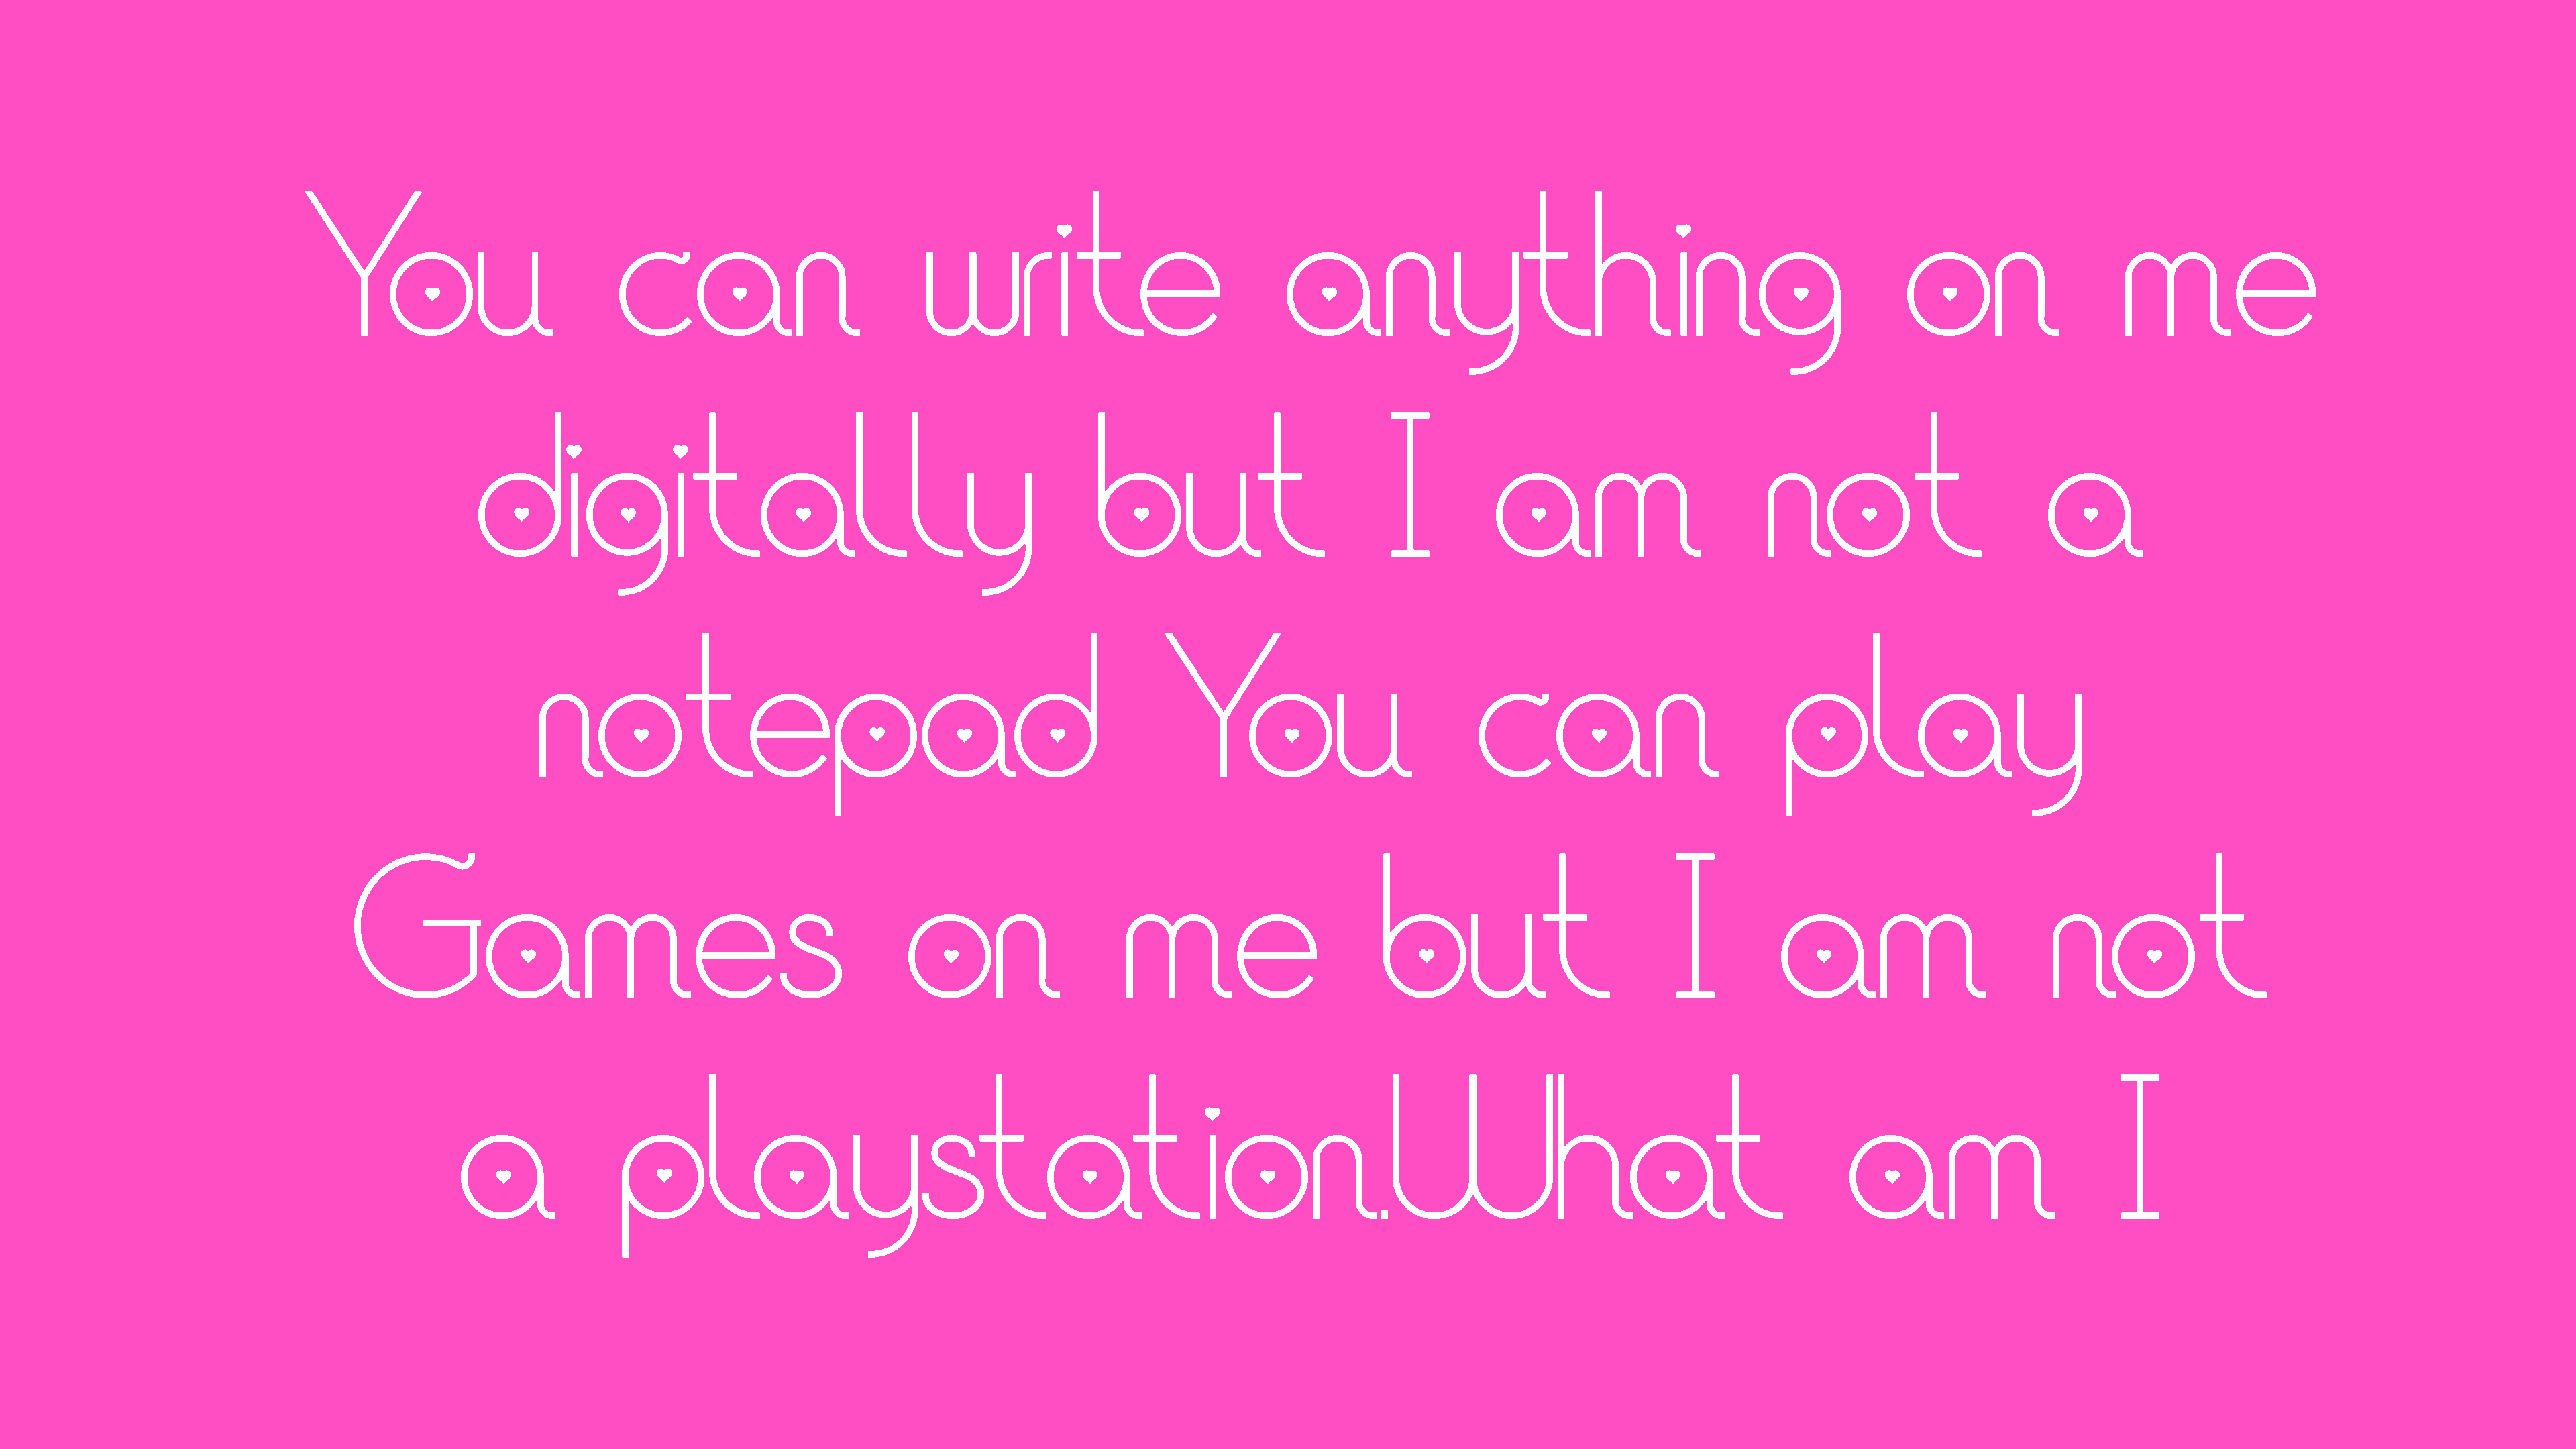 You can write anything on me
digitally but I am not a
notepad You can play
Games on me but I am not
a playstation.What am I